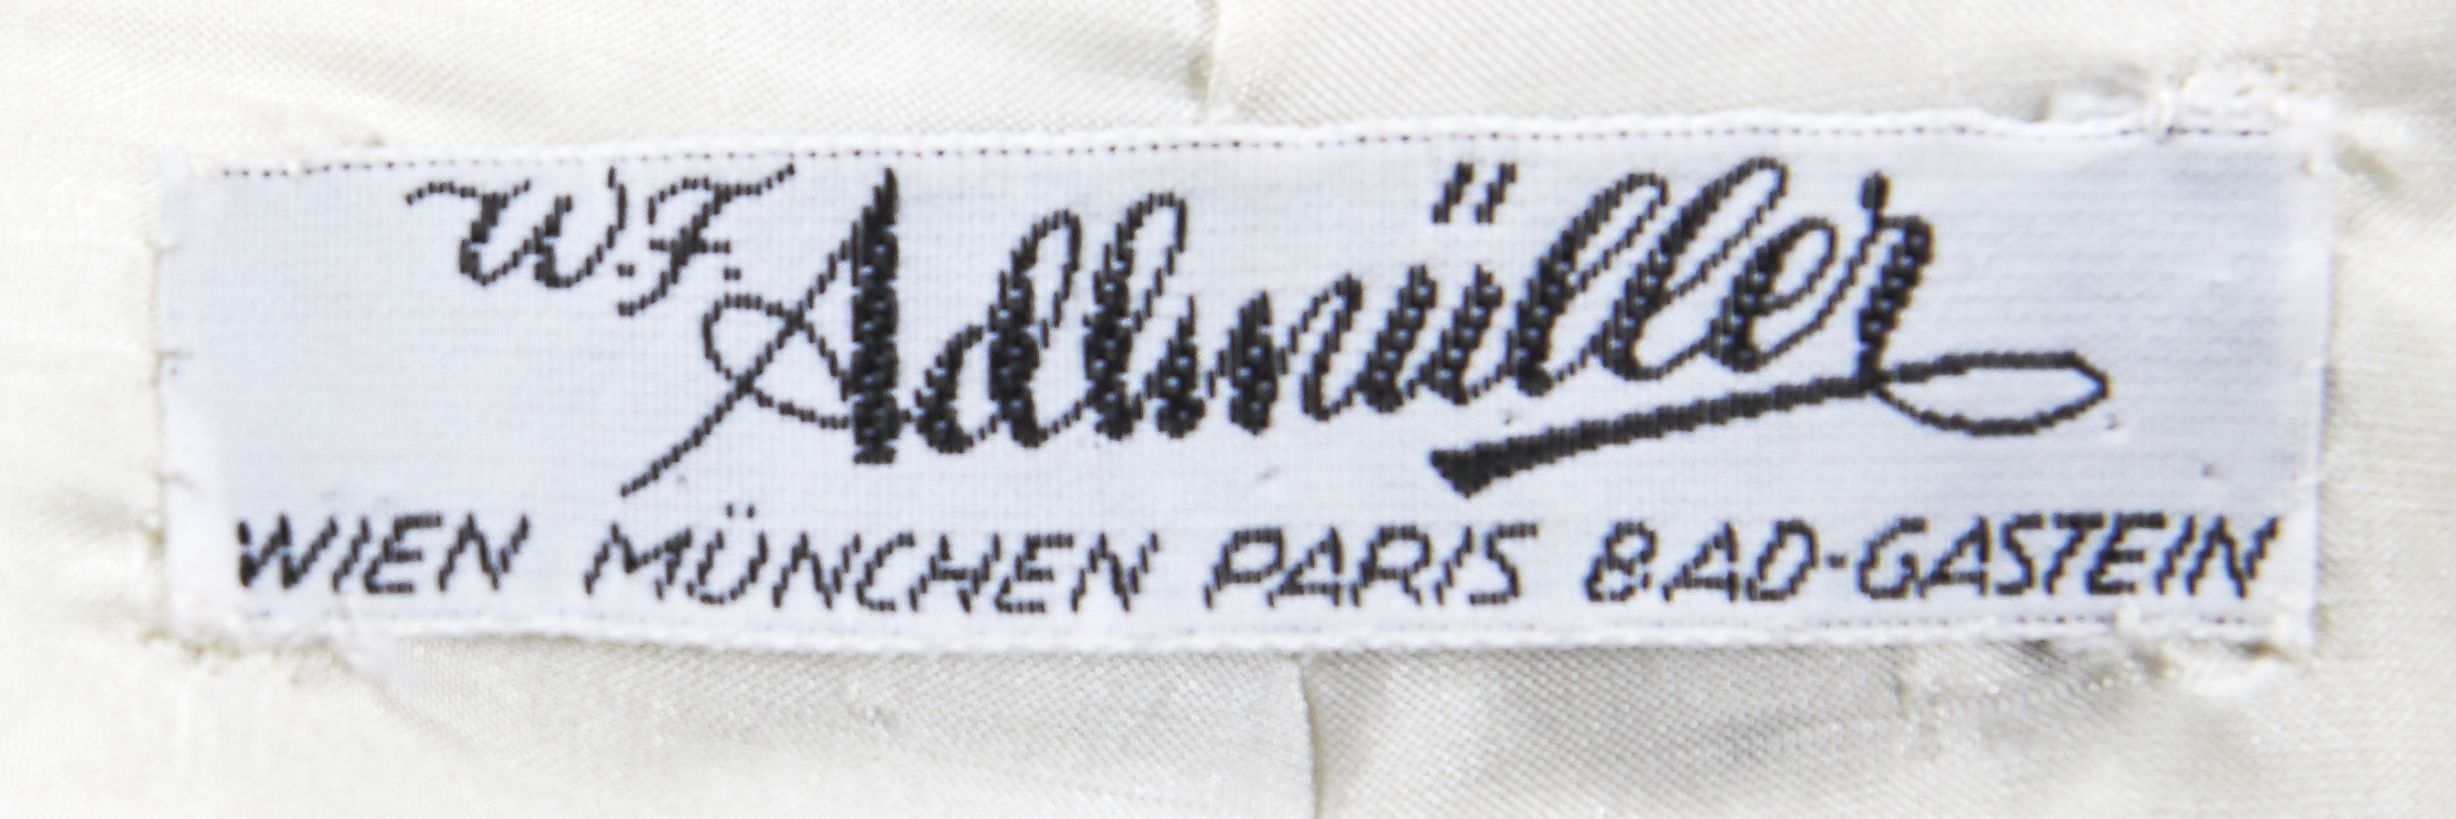 W.F. Adlmüller
WIEN MÜNCHEN PARIS BAD-GASTEIN